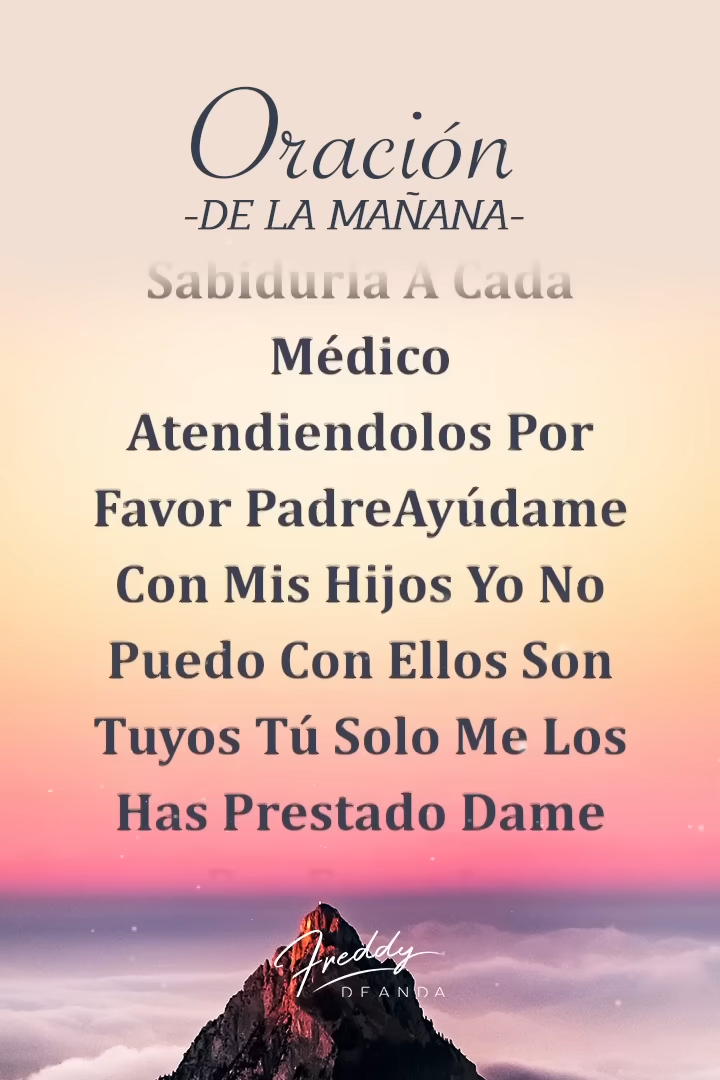 Oración
-DE LA MAÑANA-
Sabiduría A Cada
Médico
Atendiendolos Por
Favor PadreAyúdame
Con Mis Hijos Yo No
Puedo Con Ellos Son
Tuyos Tú Solo Me Los
Has Prestado Dame
Freddy
DEANDA